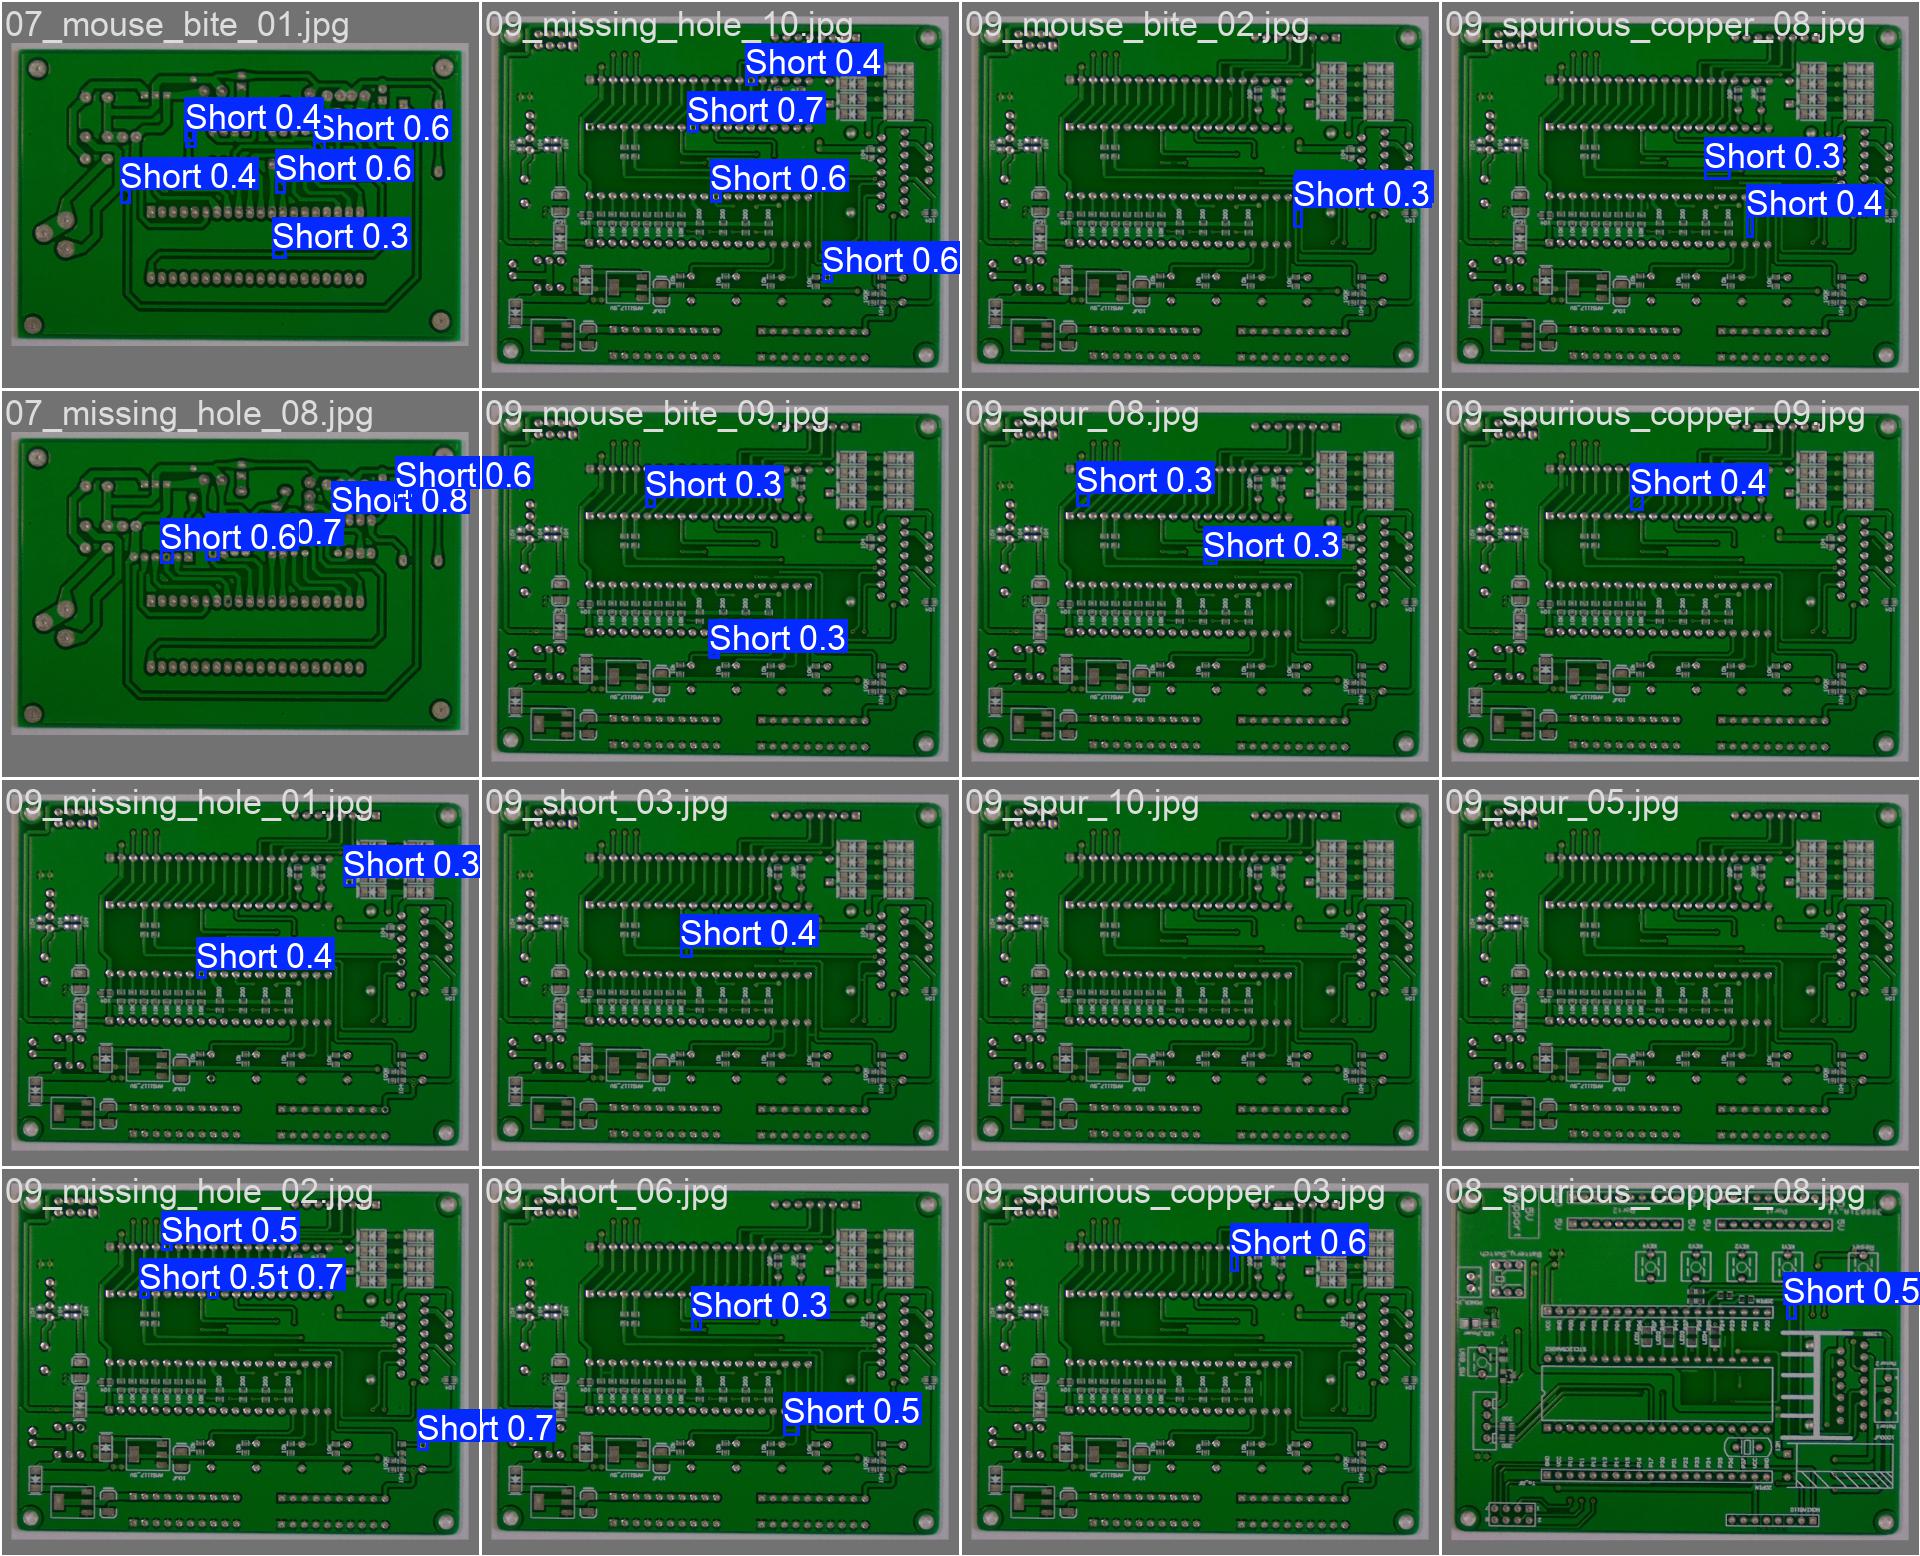 07_mouse_bite_01.jpg
Short 0.4
Short 0.6
Short 0.4
Short 0.6
Short 0.3
09_missing_hole_10.jpg
Short 0.4
Short 0.7
Short 0.6
Short 0.6
09_mouse_bite_02.jpg
Short 0.3
09_spurious_copper_08.jpg
Short 0.3
Short 0.4
07_missing_hole_08.jpg
Short 0.6
Short 0.8
Short 0.6
0.7
09_mouse_bite_09.jpg
Short 0.3
Short 0.3
09_spur_08.jpg
Short 0.3
Short 0.3
09_spurious_copper_09.jpg
Short 0.4
09_missing_hole_01.jpg
Short 0.3
Short 0.4
09_short_03.jpg
Short 0.4
09_spur_10.jpg
09_spur_05.jpg
09_missing_hole_02.jpg
Short 0.5
Short 0.5
t 0.7
Short 0.7
09_short_06.jpg
Short 0.3
Short 0.5
09_spurious_copper_03.jpg
Short 0.6
08_spurious_copper_08.jpg
Short 0.5